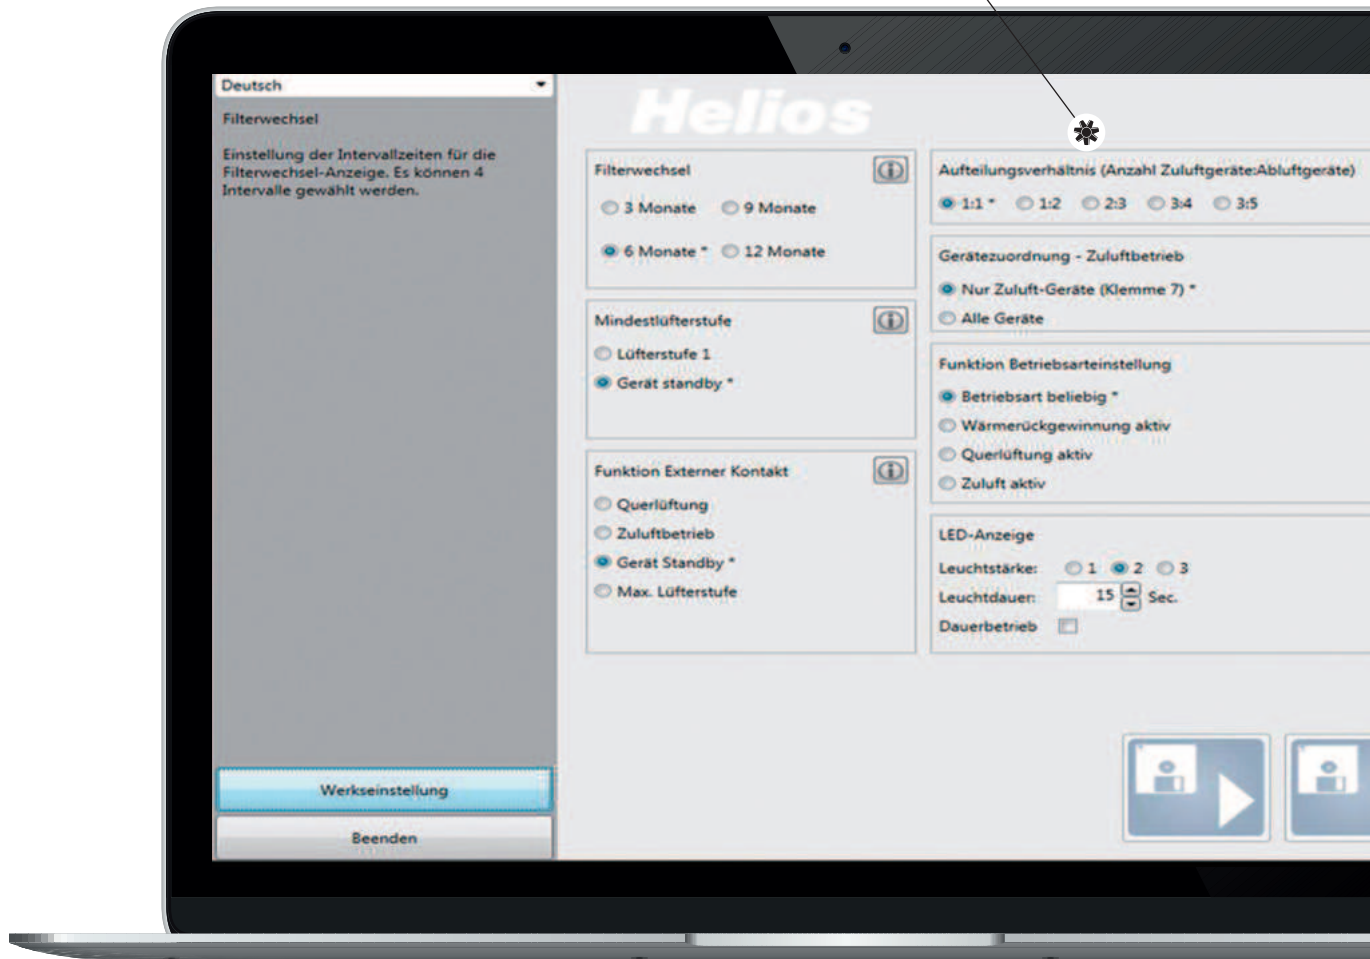 Deutsch
Filterwechsel
Einstellung der Intervallzeiten für die
Filterwechsel-Anzeige. Es können 4
Intervalle gewählt werden.
Werkseinstellung
Beenden
Helios
Filterwechsel
3 Monate 9 Monate
6 Monate * 12 Monate
Mindestlüfterstufe
Lüfterstufe 1
Gerät standby *
Funktion Externer Kontakt
Querlüftung
Zuluftbetrieb
Gerät Standby *
Max. Lüfterstufe
Aufteilungsverhältnis (Anzahl Zuluftgeräte:Abluftgeräte)
1:1 * 1:2 2:3 3:4 3:5
Gerätezuordnung - Zuluftbetrieb
Nur Zuluft-Geräte (Klemme 7) *
Alle Geräte
Funktion Betriebsarteinstellung
Betriebsart beliebig *
Wärmerückgewinnung aktiv
Querlüftung aktiv
Zuluft aktiv
LED-Anzeige
Leuchtstärke: 1 2 3
Leuchtdauer: 15 Sec.
Dauerbetrieb